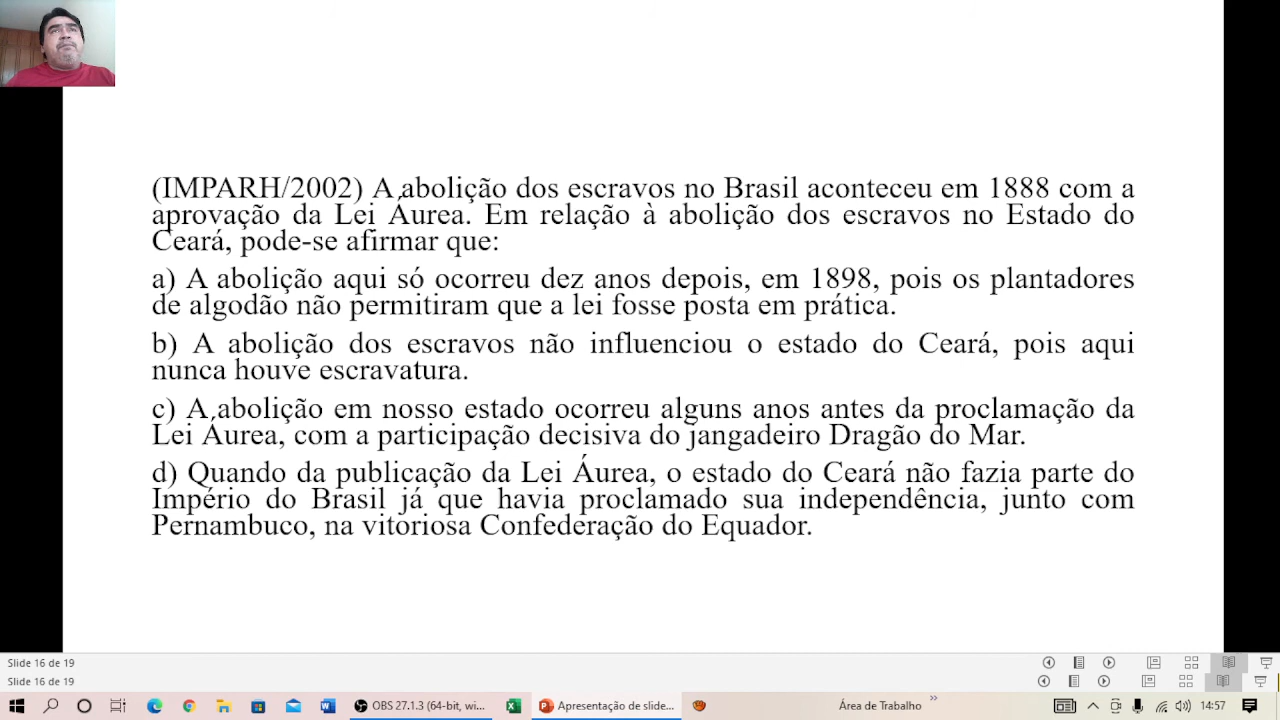 (IMPARH/2002) A abolição dos escravos no Brasil aconteceu em 1888 com a
aprovação da Lei Áurea. Em relação à abolição dos escravos no Estado do
Ceará, pode-se afirmar que:
a) A abolição aqui só ocorreu dez anos depois, em 1898, pois os plantadores
de algodão não permitiram que a lei fosse posta em prática.
b) A abolição dos escravos não influenciou o estado do Ceará, pois aqui
nunca houve escravatura.
c) A abolição em nosso estado ocorreu alguns anos antes da proclamação da
Lei Áurea, com a participação decisiva do jangadeiro Dragão do Mar.
d) Quando da publicação da Lei Áurea, o estado do Ceará não fazia parte do
Império do Brasil já que havia proclamado sua independência, junto com
Pernambuco, na vitoriosa Confederação do Equador.
Slide 16 de 19
Slide 16 de 19
OBS 27.1.3 (64-bit, wi... Apresentação de slide... Área de Trabalho 14:57